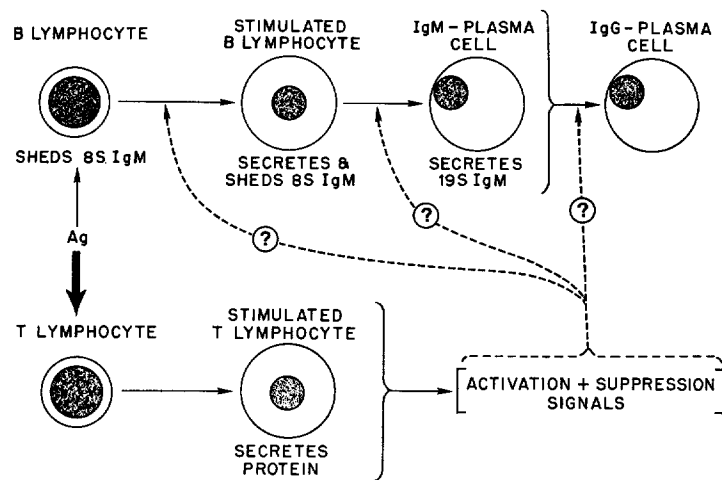 B LYMPHOCYTE
SHEDS 8S IgM
STIMULATED
B LYMPHOCYTE
SECRETES &
SHEDS 8S IgM
IgM-PLASMA
CELL
SECRETES
19S IgM
IgG-PLASMA
CELL
Ag
?
?
?
T LYMPHOCYTE
STIMULATED
T LYMPHOCYTE
SECRETES
PROTEIN
ACTIVATION + SUPPRESSION
SIGNALS